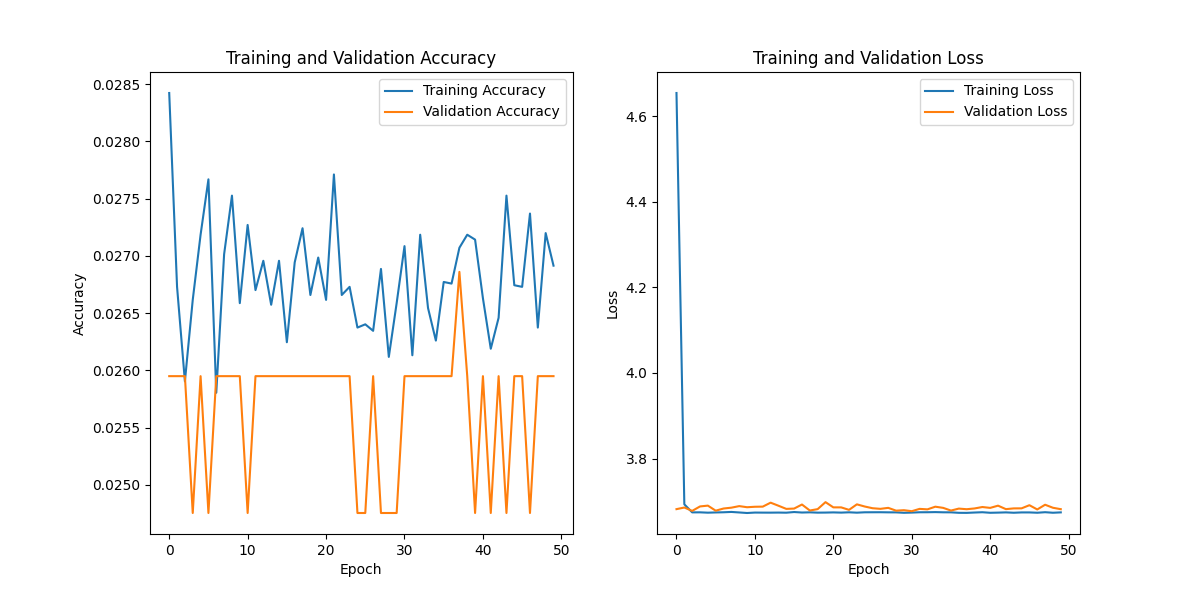 Training and Validation Accuracy
Training Accuracy
Validation Accuracy
0.0285
0.0280
0.0275
0.0270
0.0265
0.0260
0.0255
0.0250
Accuracy
0 10 20 30 40 50
Epoch
Training and Validation Loss
Training Loss
Validation Loss
4.6
4.4
4.2
4.0
3.8
Loss
0 10 20 30 40 50
Epoch